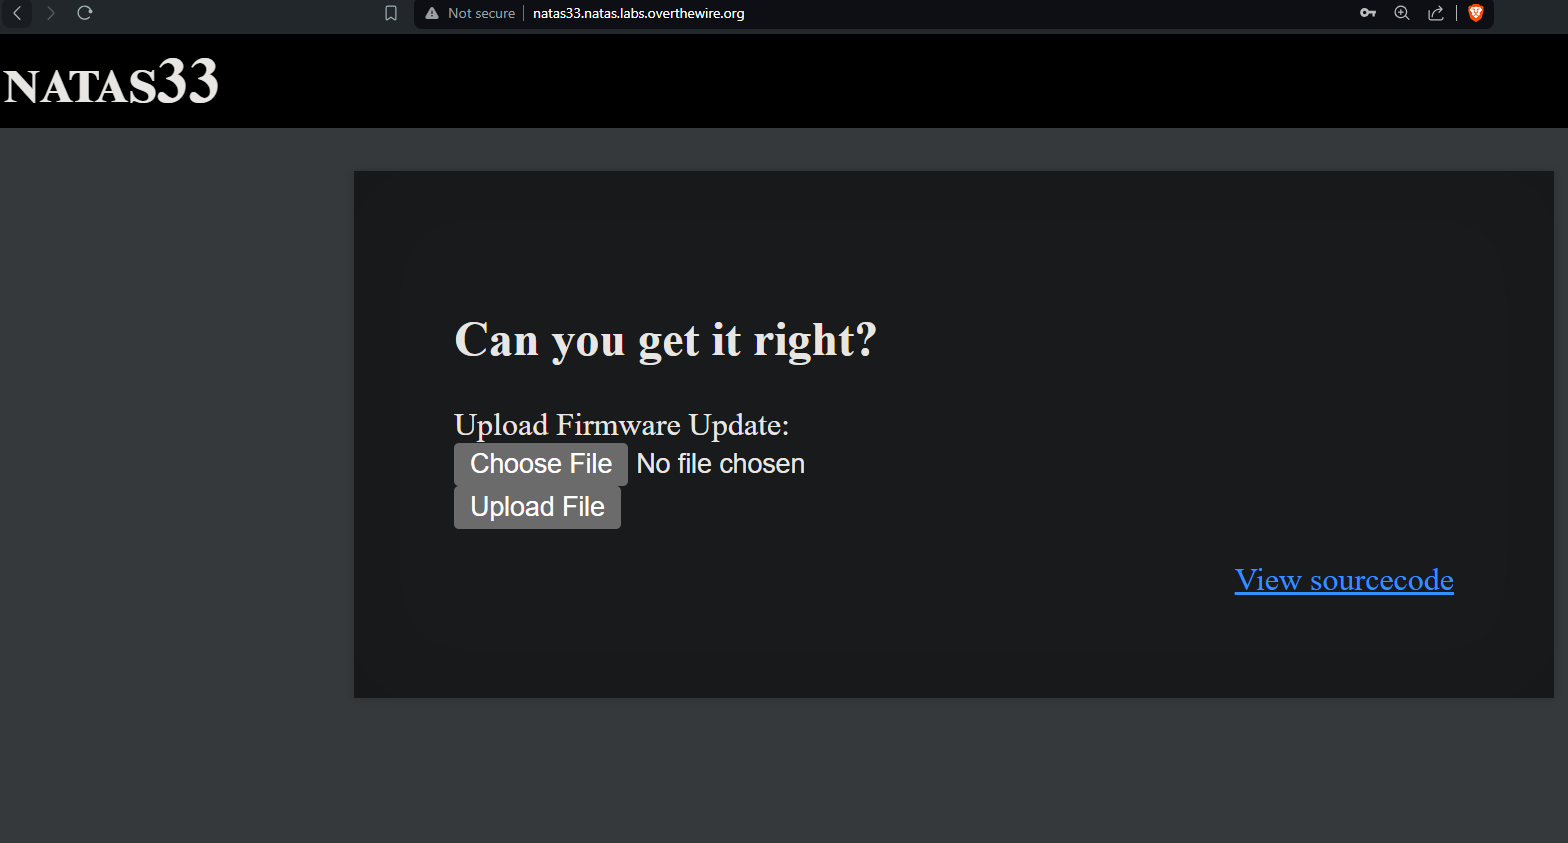 Not secure natas33.natas.labs.overthewire.org
NATAS33
Can you get it right?
Upload Firmware Update:
Choose File No file chosen
Upload File
View sourcecode